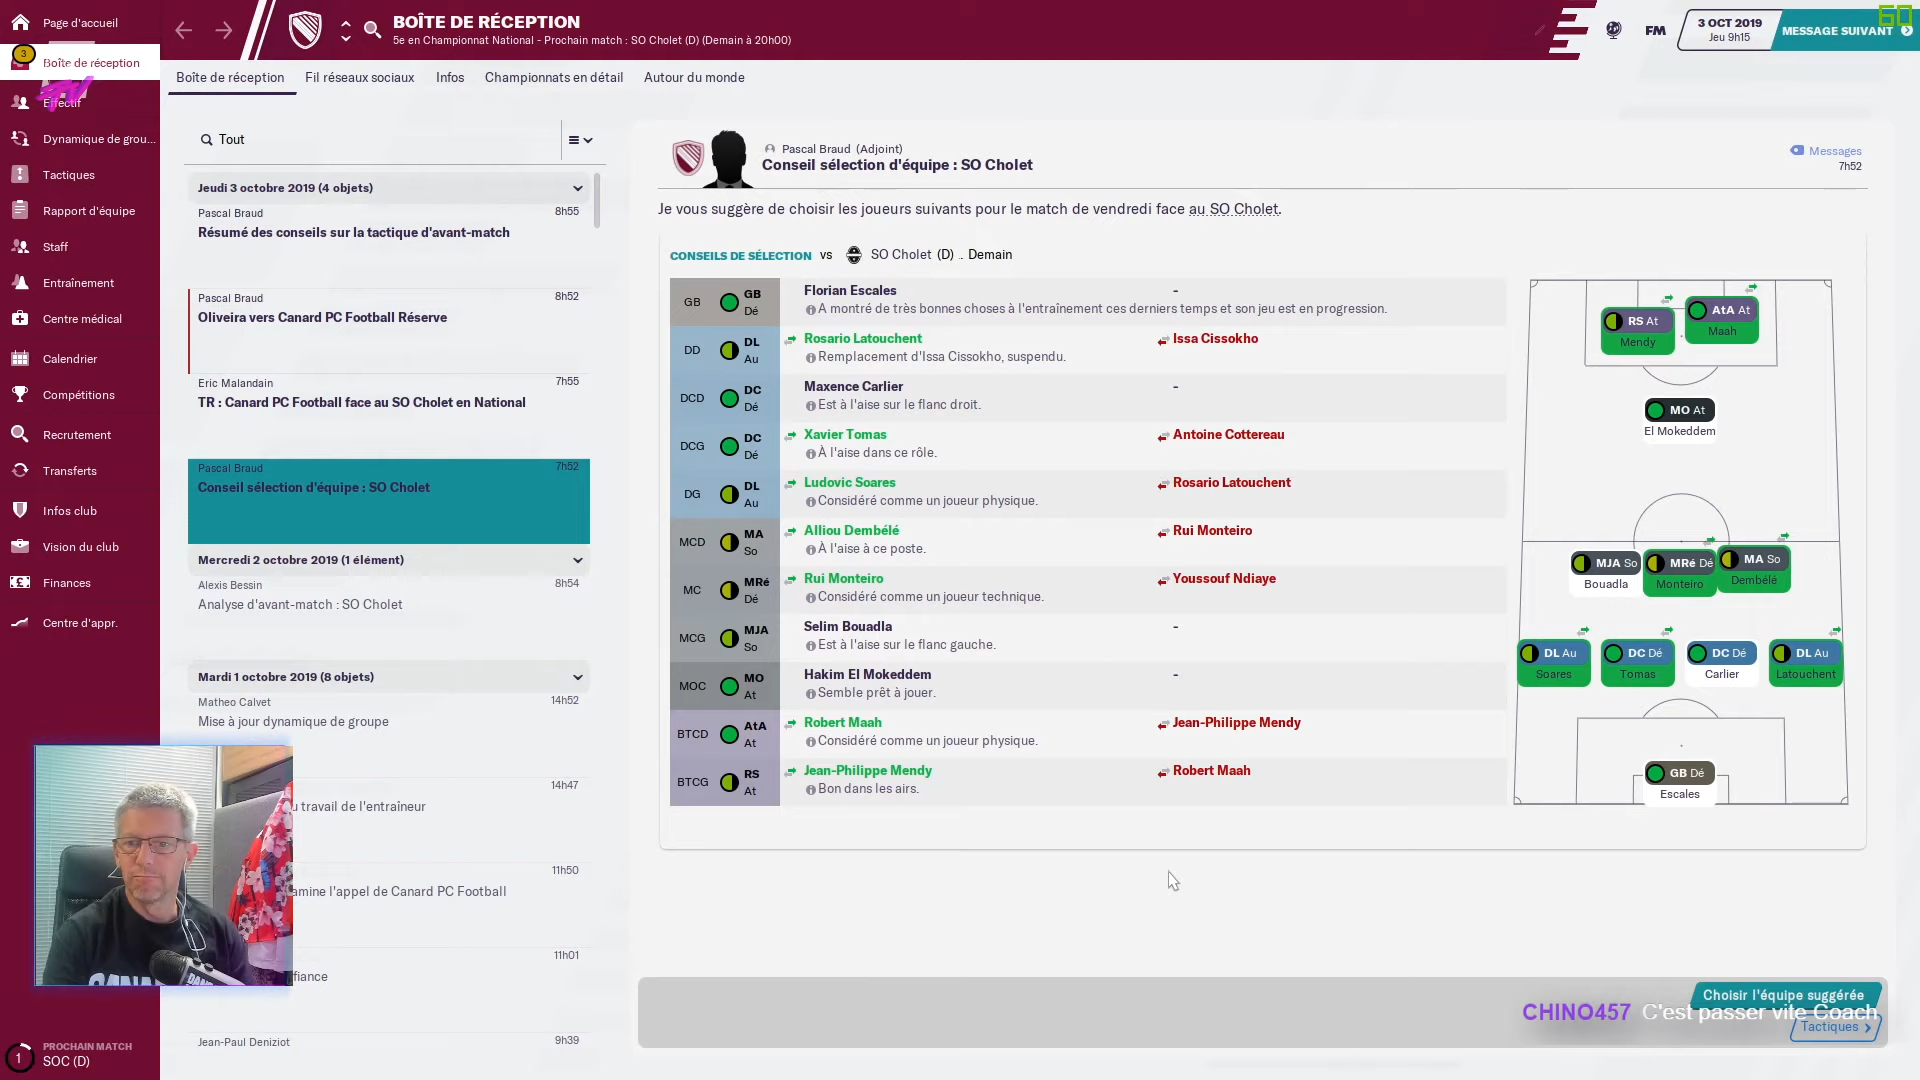 Page d'accueil
3
Boîte de réception
Effectif
Dynamique de grou...
Tactiques
Rapport d'équipe
Staff
Entraînement
Centre médical
Calendrier
Compétitions
Recrutement
Transferts
Infos club
Vision du club
Finances
Centre d'appr.
1
PROCHAIN MATCH
SOC (D)
BOÎTE DE RÉCEPTION
5e en Championnat National - Prochain match : SO Cholet (D) (Demain à 20h00)
FM
3 OCT 2019
Jeu 9h15
MESSAGE SUIVANT
60
Boîte de réception
Fil réseaux sociaux
Infos
Championnats en détail
Autour du monde
Tout
Jeudi 3 octobre 2019 (4 objets)
Pascal Braud 8h55
Résumé des conseils sur la tactique d'avant-match
Pascal Braud 8h52
Oliveira vers Canard PC Football Réserve
Eric Malandain 7h55
TR : Canard PC Football face au SO Cholet en National
Pascal Braud 7h52
Conseil sélection d'équipe : SO Cholet
Mercredi 2 octobre 2019 (1 élément)
Alexis Bessin 8h54
Analyse d'avant-match : SO Cholet
Mardi 1 octobre 2019 (8 objets)
Matheo Calvet 14h52
Mise à jour dynamique de groupe
14h47
u travail de l'entraîneur
11h50
amine l'appel de Canard PC Football
11h01
fiance
Jean-Paul Deniziot 9h39
Pascal Braud (Adjoint)
Conseil sélection d'équipe : SO Cholet
Messages
7h52
Je vous suggère de choisir les joueurs suivants pour le match de vendredi face au SO Cholet.
CONSEILS DE SÉLECTION vs SO Cholet (D) .. Demain
GB GB Dé Florian Escales -
A montré de très bonnes choses à l'entraînement ces derniers temps et son jeu est en progression.
DD DL Au Rosario Latouchent Issa Cissokho
Remplacement d'Issa Cissokho, suspendu.
DCD DC Dé Maxence Carlier -
Est à l'aise sur le flanc droit.
DCG DC Dé Xavier Tomas Antoine Cottereau
À l'aise dans ce rôle.
DG DL Au Ludovic Soares Rosario Latouchent
Considéré comme un joueur physique.
MCD MA So Alliou Dembélé Rui Monteiro
À l'aise à ce poste.
MC MRé Dé Rui Monteiro Youssouf Ndiaye
Considéré comme un joueur technique.
MCG MJA So Selim Bouadla -
Est à l'aise sur le flanc gauche.
MOC MO At Hakim El Mokeddem -
Semble prêt à jouer.
BTCD AtA At Robert Maah Jean-Philippe Mendy
Considéré comme un joueur physique.
BTCG RS At Jean-Philippe Mendy Robert Maah
Bon dans les airs.
RS At
Mendy
AtA At
Maah
MO At
El Mokeddem
MJA So
Bouadla
MRé Dé
Monteiro
MA So
Dembélé
DL Au
Soares
DC Dé
Tomas
DC Dé
Carlier
DL Au
Latouchent
GB Dé
Escales
Choisir l'équipe suggérée
CHINO457 C'est passer vite Coach
Tactiques